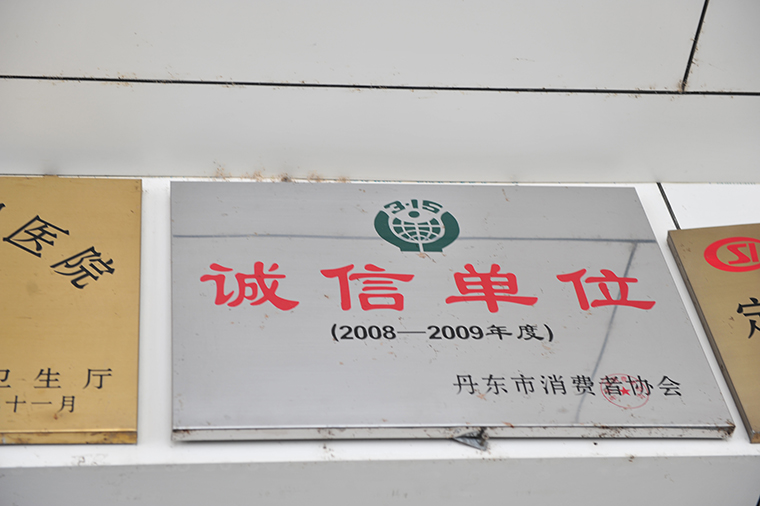 医院
卫生厅
十一月
3·15
诚信单位
(2008—2009年度)
丹东市消费者协会
定